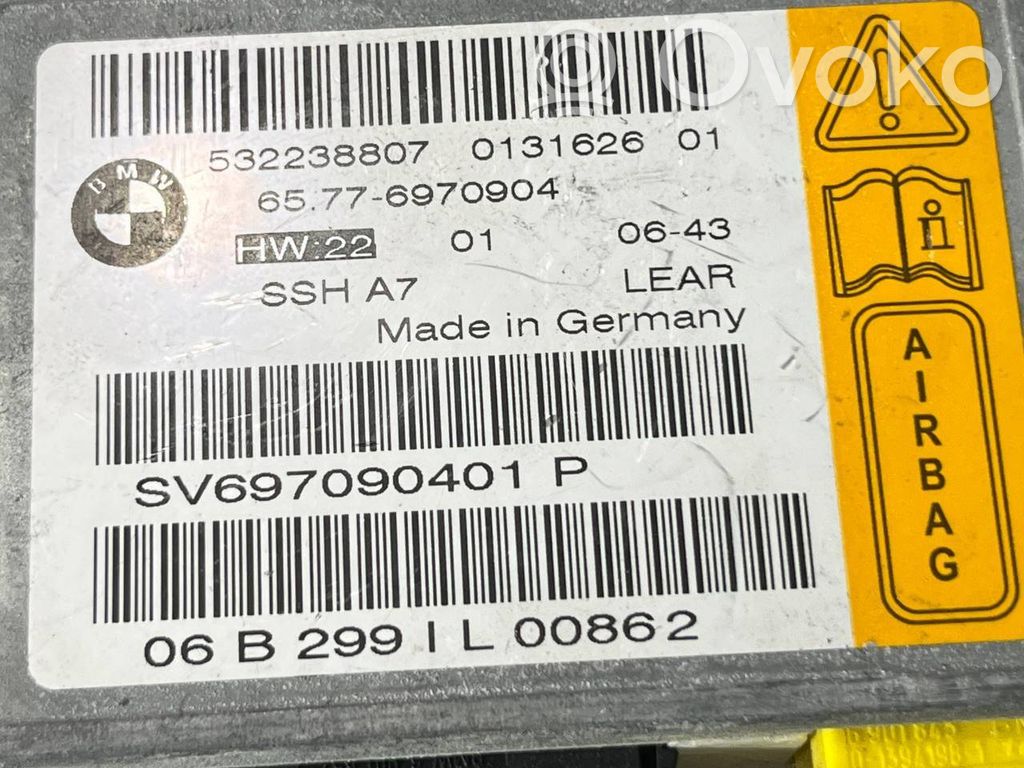 Ovoko
532238807 0131626 01
65.77-6970904
BMW
HW:22 01 06-43
SSH A7 LEAR
Made in Germany
SV697090401 P
06 B 299 I L 00862
i
AIRBAG